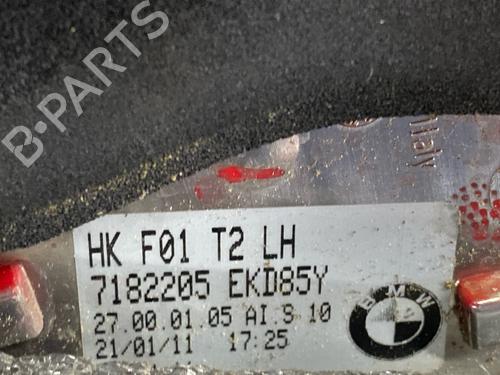 B-PARTS
HK F01 T2 LH
7182205 EKD85Y
27.00.01.05 AI S 10
21/01/11 17:25
BMW